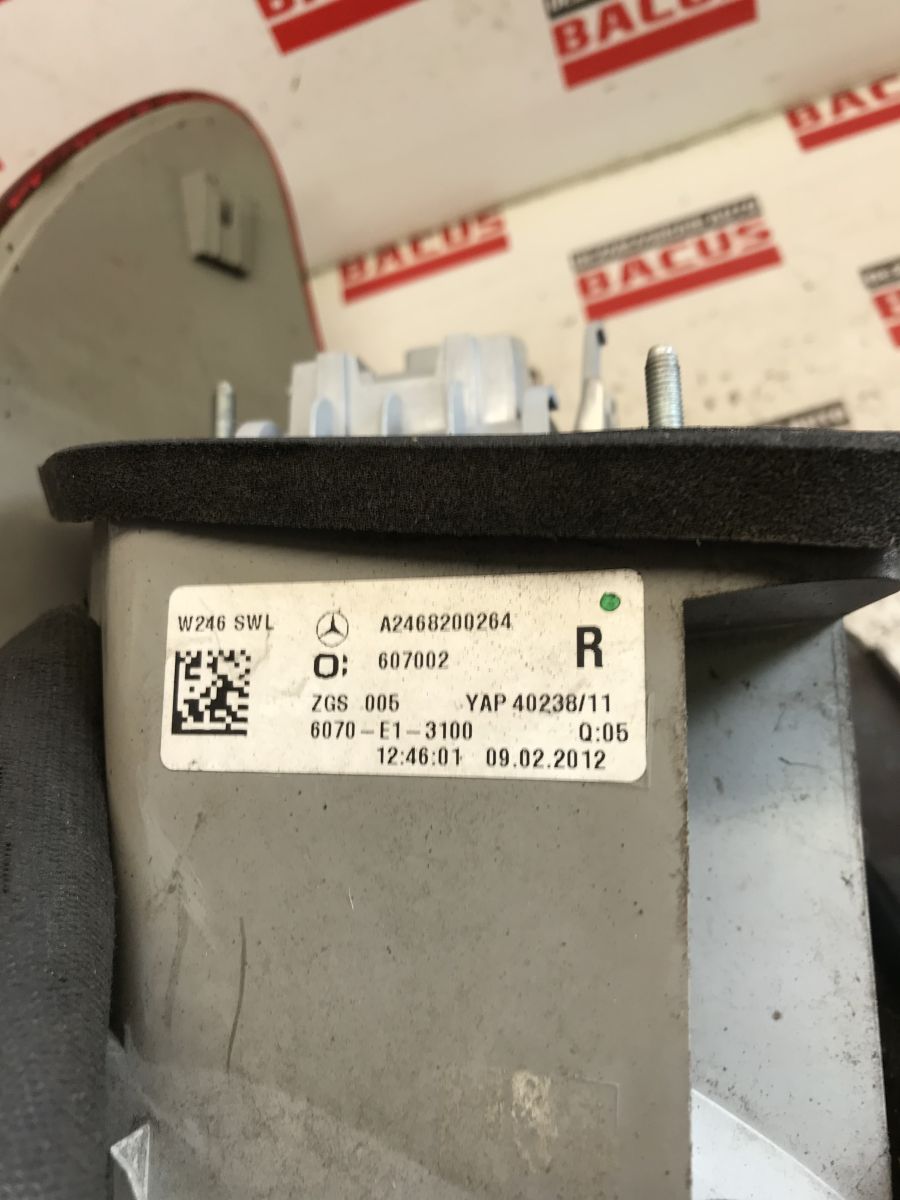 BACUS
BACUS
BACUS
BACUS
BACUS
W246 SWL
A2468200264
607002
R
ZGS 005 YAP 40238/11
6070-E1-3100 Q:05
12:46:01 09.02.2012